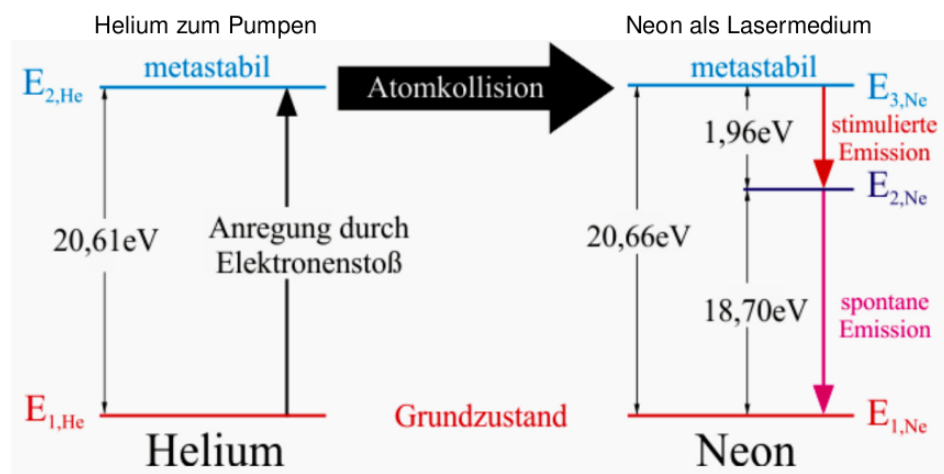 Helium zum Pumpen
Neon als Lasermedium
metastabil
E2,He
Atomkollision
metastabil
E3,Ne
1,96eV
stimulierte
Emission
E2,Ne
20,61eV
Anregung durch
Elektronenstoß
20,66eV
18,70eV
spontane
Emission
E1,He
Grundzustand
E1,Ne
Helium
Neon